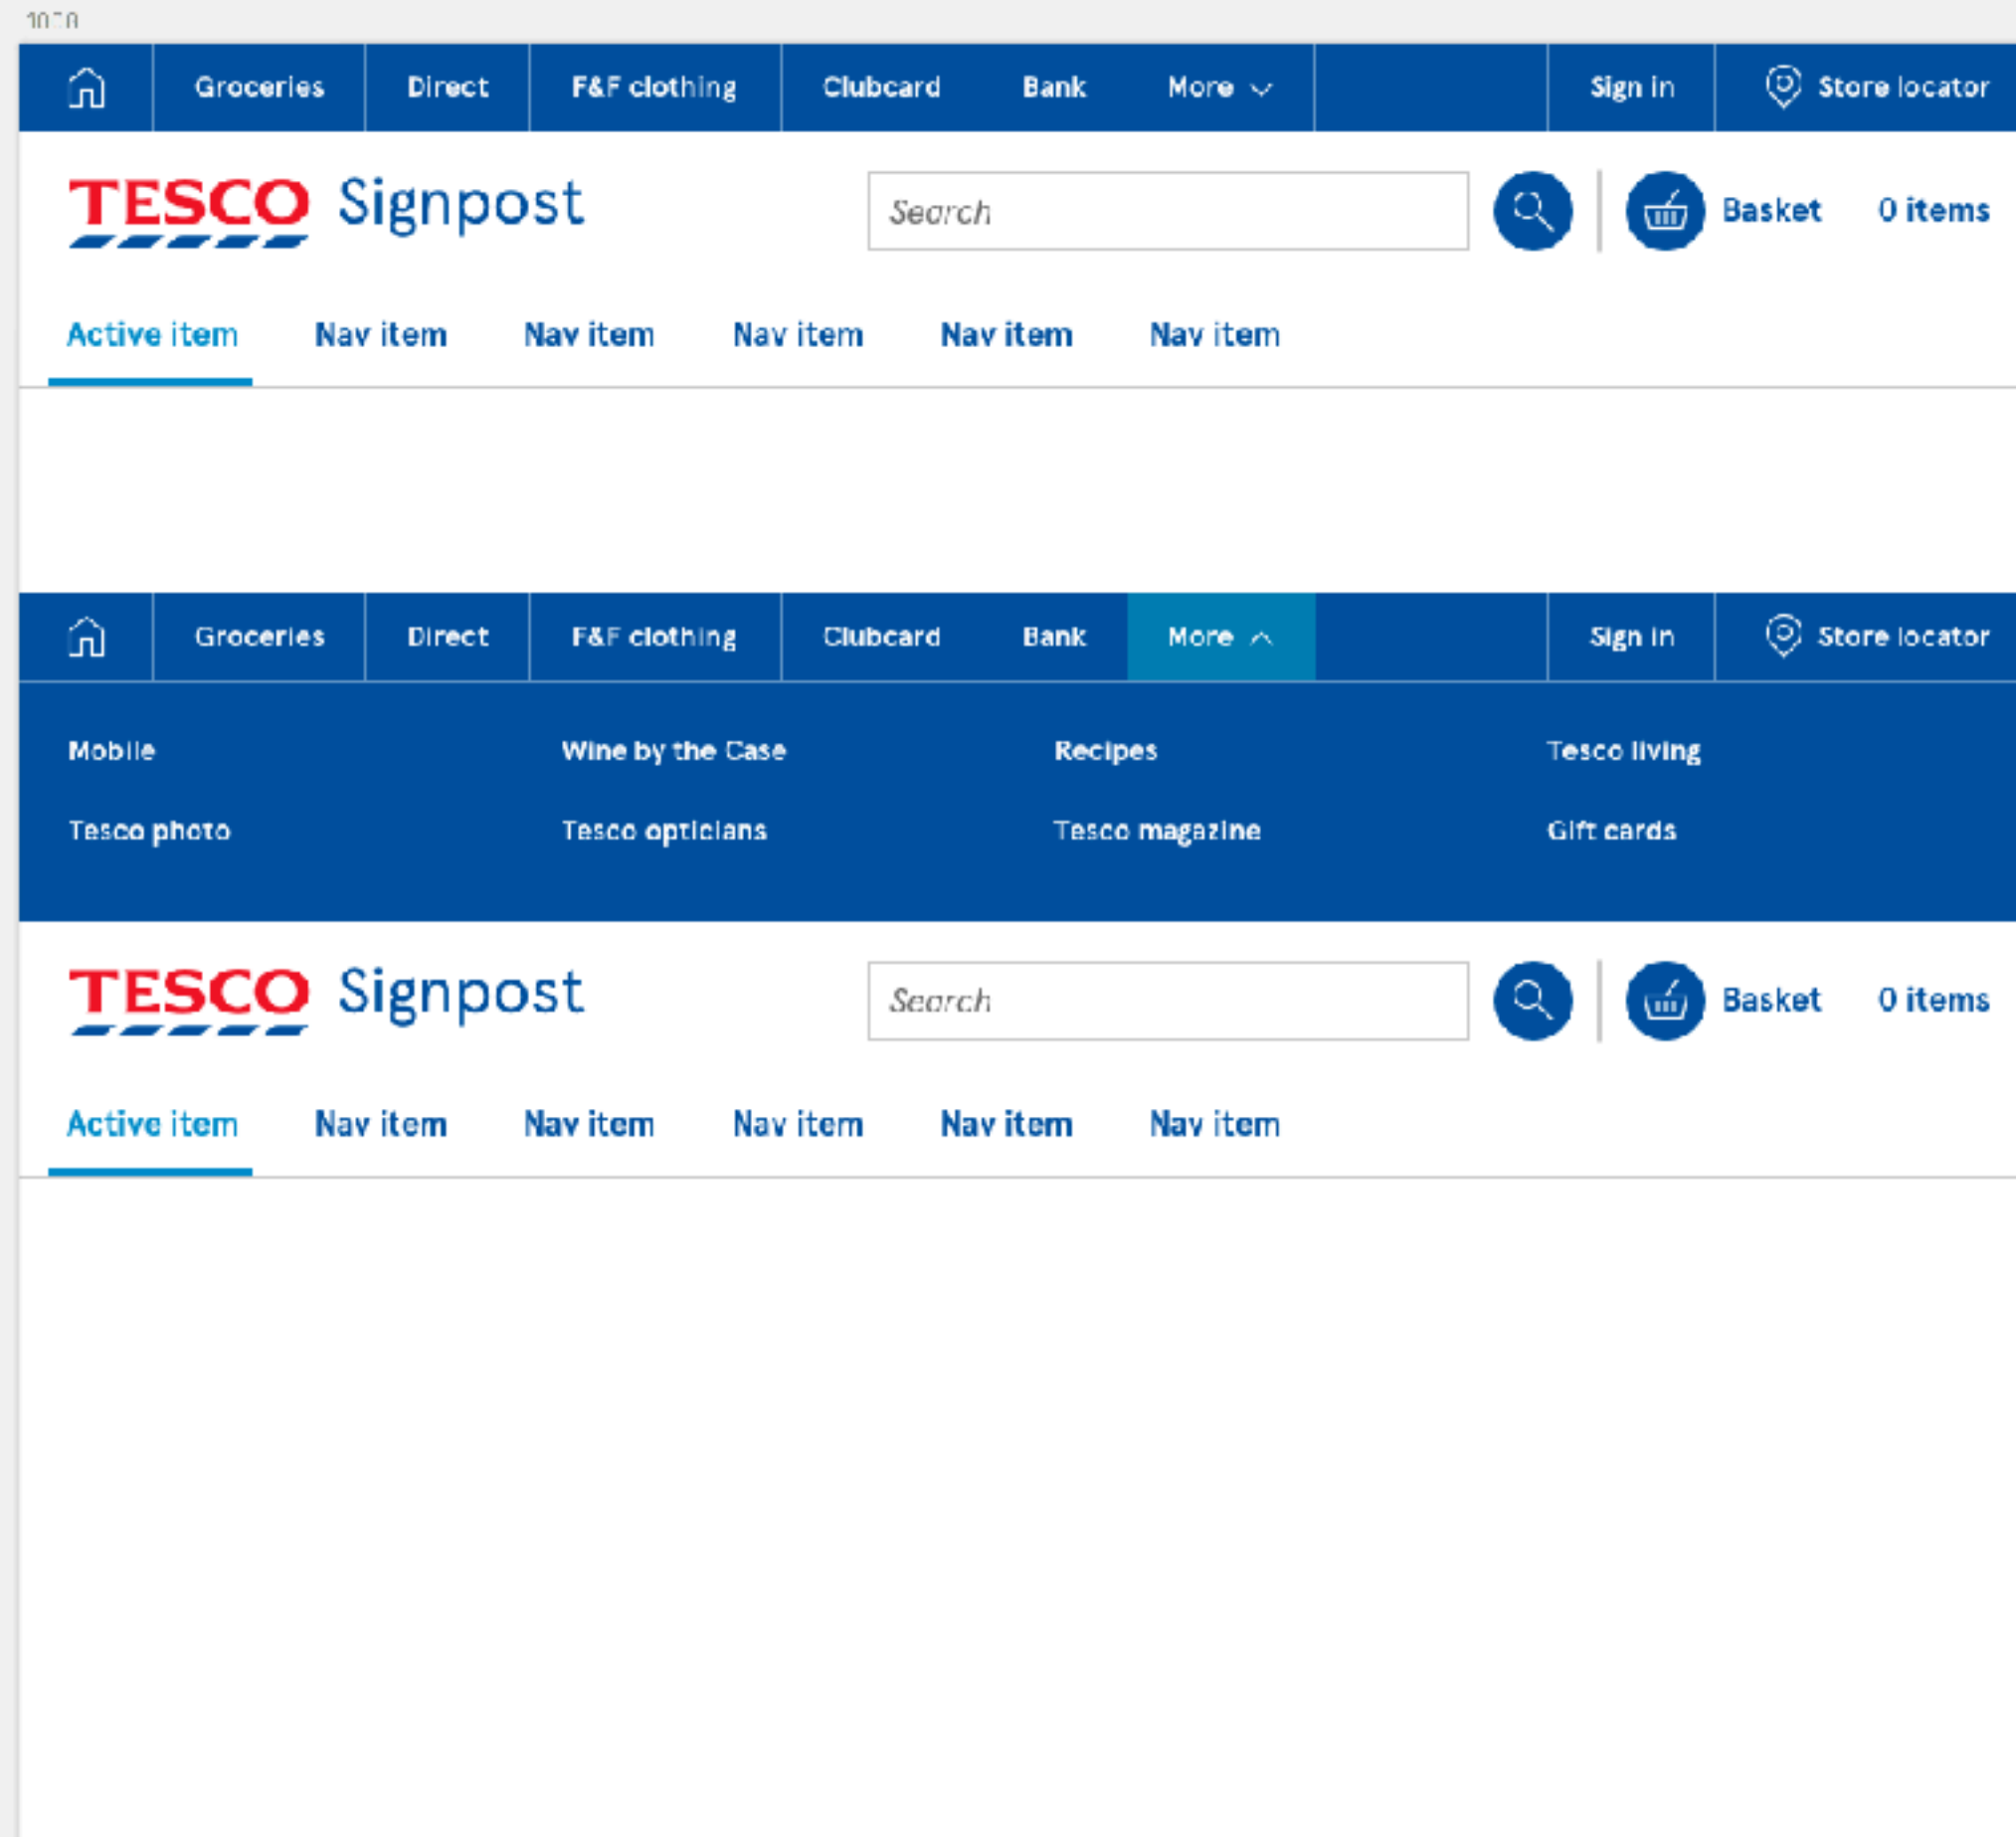 Groceries Direct F&F clothing Clubcard Bank More Sign in Store locator
TESCO Signpost Search Basket 0 items
Active item Nav item Nav item Nav item Nav item Nav item
Groceries Direct F&F clothing Clubcard Bank More Sign in Store locator
Mobile Wine by the Case Recipes Tesco living
Tesco photo Tesco opticians Tesco magazine Gift cards
TESCO Signpost Search Basket 0 items
Active item Nav item Nav item Nav item Nav item Nav item